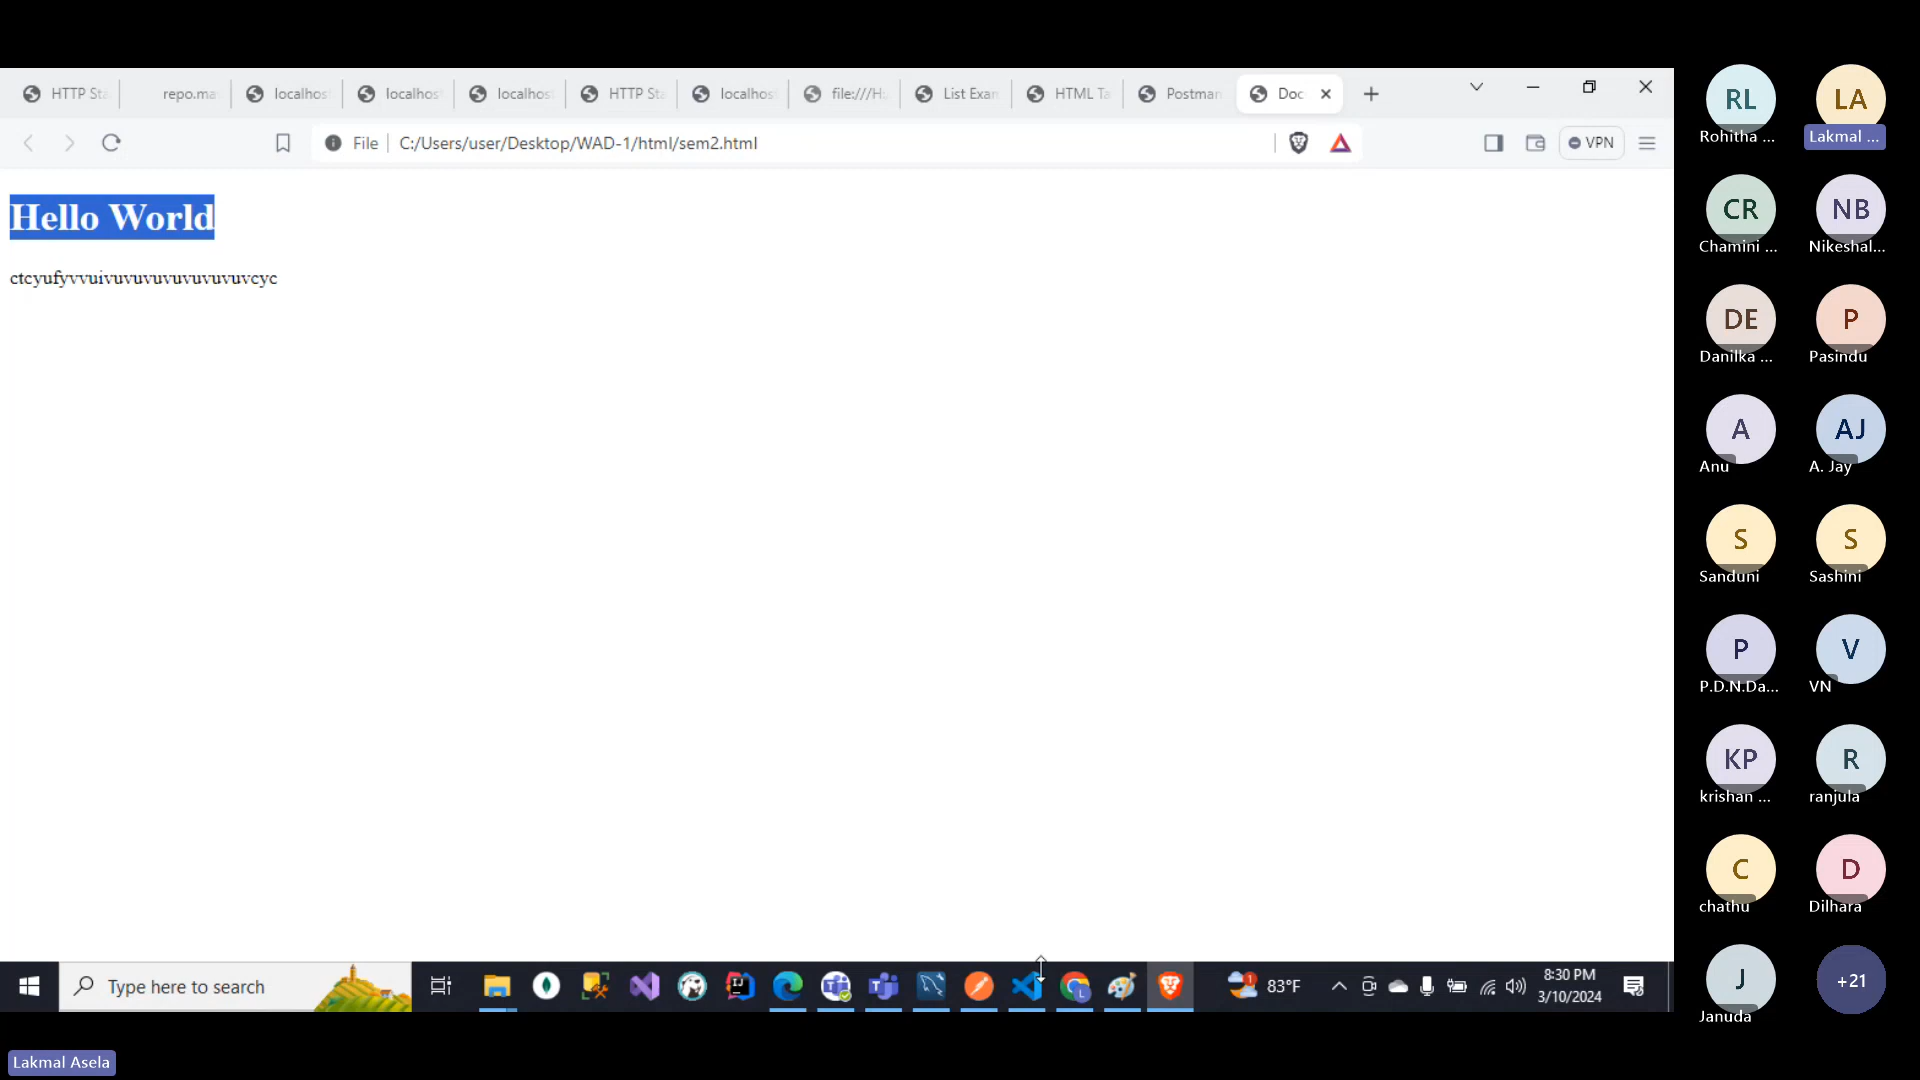 HTTP Sta
repo.ma
localhos
localhos
localhos
HTTP Sta
localhos
file:///H:
List Exan
HTML Ta
Postman
Doc
File
C:/Users/user/Desktop/WAD-1/html/sem2.html
VPN
Hello World
ctcyufyvvuivuvuvuvuvuvuvuvcyc
RL
Rohitha ...
LA
Lakmal ...
CR
Chamini ...
NB
Nikeshal...
DE
Danilka ...
P
Pasindu
A
Anu
AJ
A. Jay
S
Sanduni
S
Sashini
P
P.D.N.Da...
V
VN
KP
krishan ...
R
ranjula
C
chathu
D
Dilhara
J
Januda
+21
Type here to search
83°F
8:30 PM
3/10/2024
Lakmal Asela